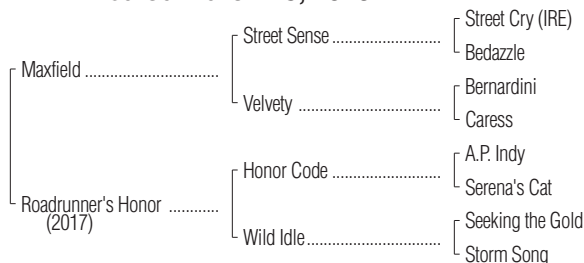 Street Cry (IRE)
Street Sense ..............................
Bedazzle
Maxfield .....................................
Bernardini
Velvety .......................................
Caress
A.P. Indy
Honor Code ..............................
Serena's Cat
Roadrunner's Honor ..............
(2017)
Seeking the Gold
Wild Idle.....................................
Storm Song